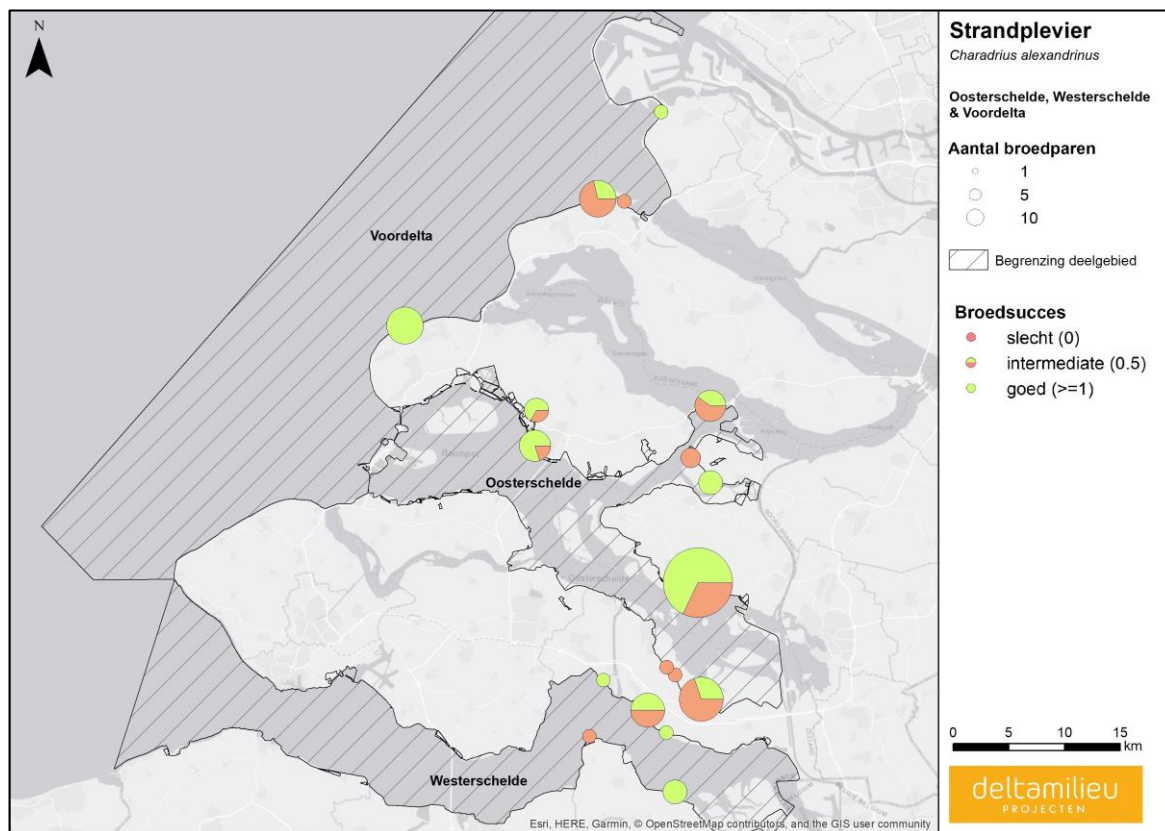 N
Strandplevier
Charadrius alexandrinus
Oosterschelde, Westerschelde
& Voordelta
Aantal broedparen
1
5
10
Begrenzing deelgebied
Broedsucces
slecht (0)
intermediate (0.5)
goed (>=1)
Voordelta
Roompot
Oosterschelde
Oosterschelde
Westerschelde
0 5 10 15
km
deltamilieu
PROJECTEN
Esri, HERE, Garmin, © OpenStreetMap contributors, and the GIS user community